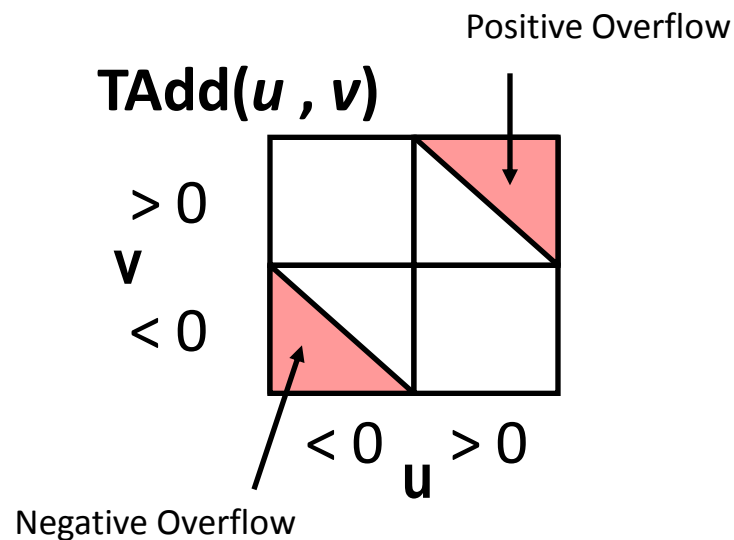 Positive Overflow
TAdd(u , v)
> 0
v
< 0
< 0 > 0
u
Negative Overflow